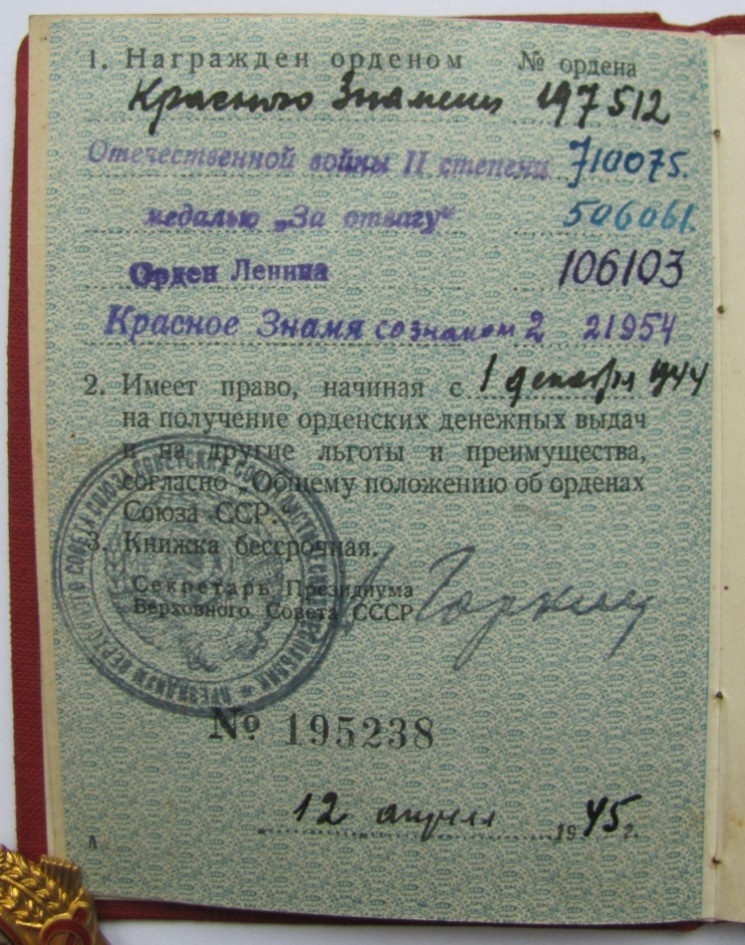 1. Награжден орденом № ордена
Красного Знамени 197512
Отечественной войны II степени 710075.
медалью „За отвагу“ 506061.
Орден Ленина 106103
Красное Знамя со знаком 2 21954
2. Имеет право, начиная с 1 декабря 1944
на получение орденских денежных выдач
и на другие льготы и преимущества,
согласно „Общему положению об орденах
Союза ССР.“
3. Книжка бессрочная.
Секретарь Президиума
Верховного Совета СССР А Горкин
№ 195238
12 апреля 1945 г.
А